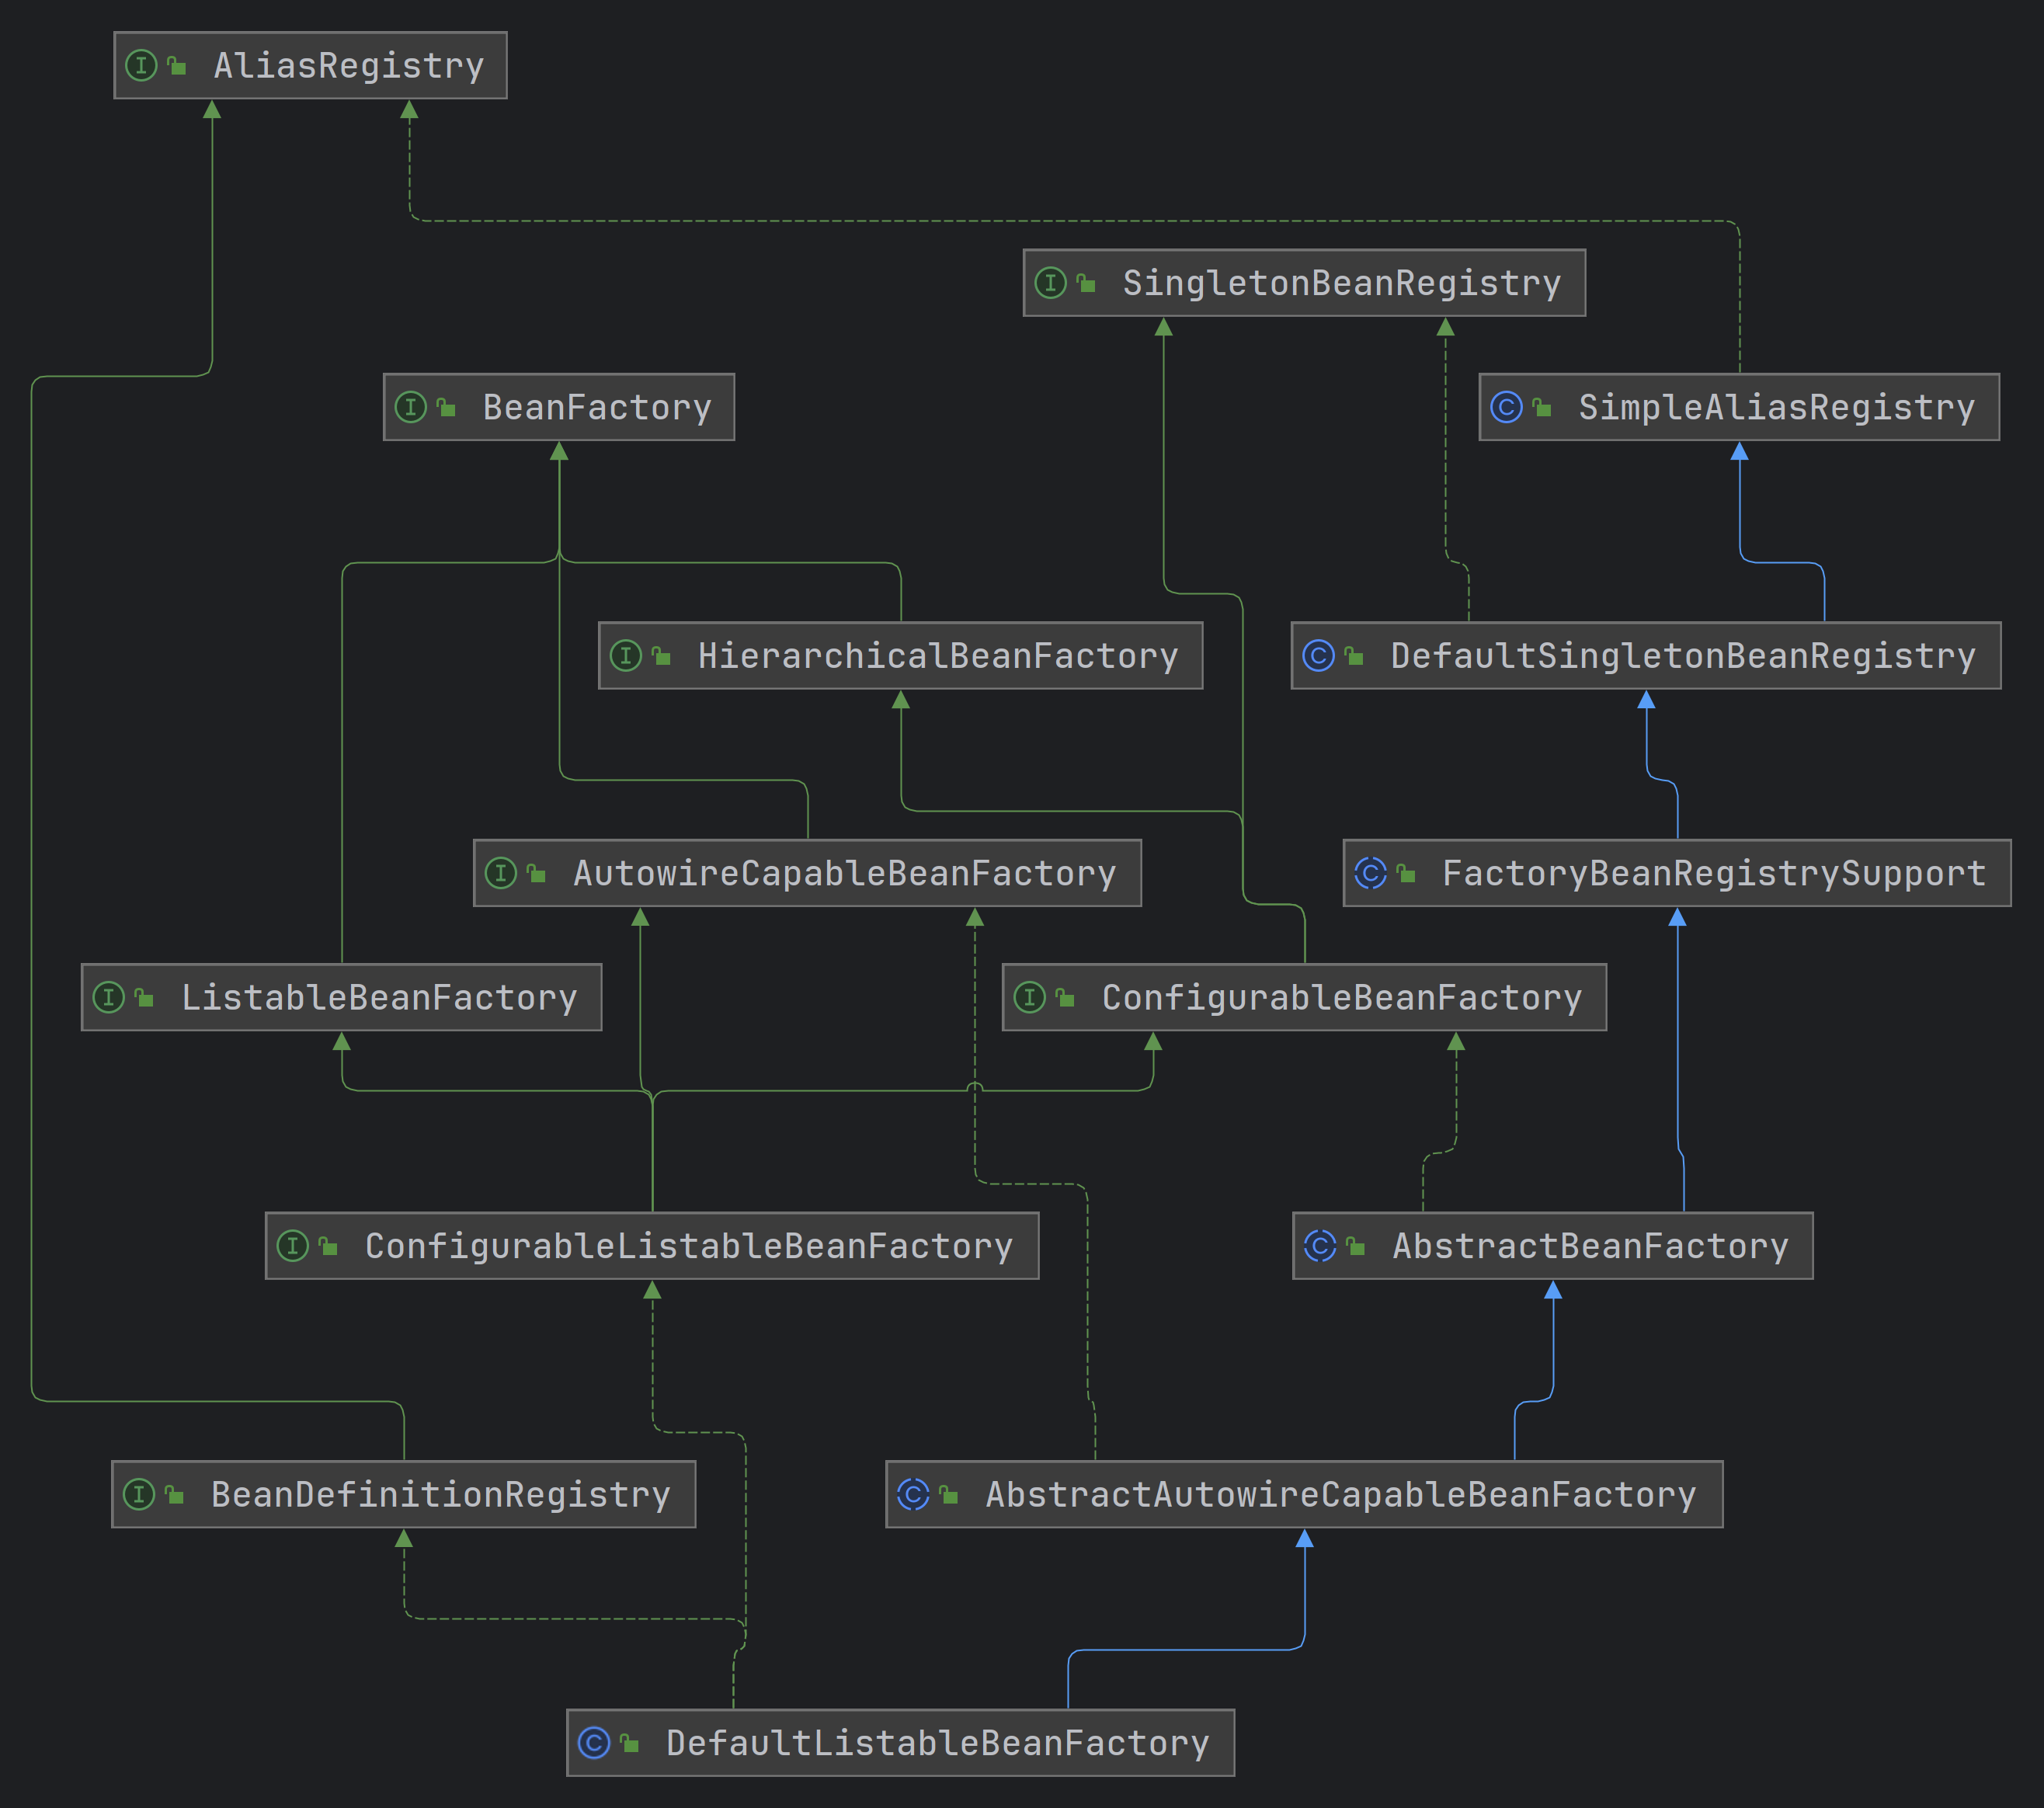 AliasRegistry
SingletonBeanRegistry
BeanFactory
SimpleAliasRegistry
HierarchicalBeanFactory
DefaultSingletonBeanRegistry
AutowireCapableBeanFactory
FactoryBeanRegistrySupport
ListableBeanFactory
ConfigurableBeanFactory
ConfigurableListableBeanFactory
AbstractBeanFactory
BeanDefinitionRegistry
AbstractAutowireCapableBeanFactory
DefaultListableBeanFactory